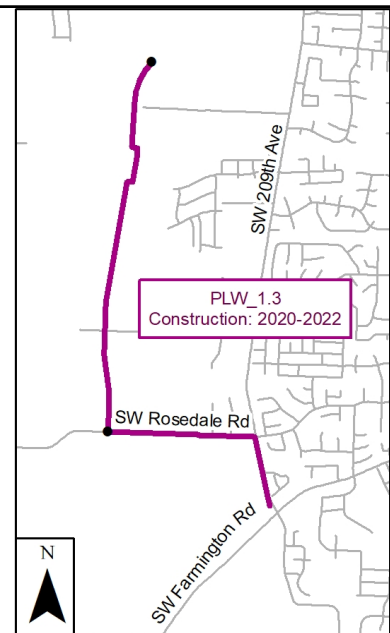 SW 209th Ave
PLW_1.3
Construction: 2020-2022
SW Rosedale Rd
SW Farmington Rd
N